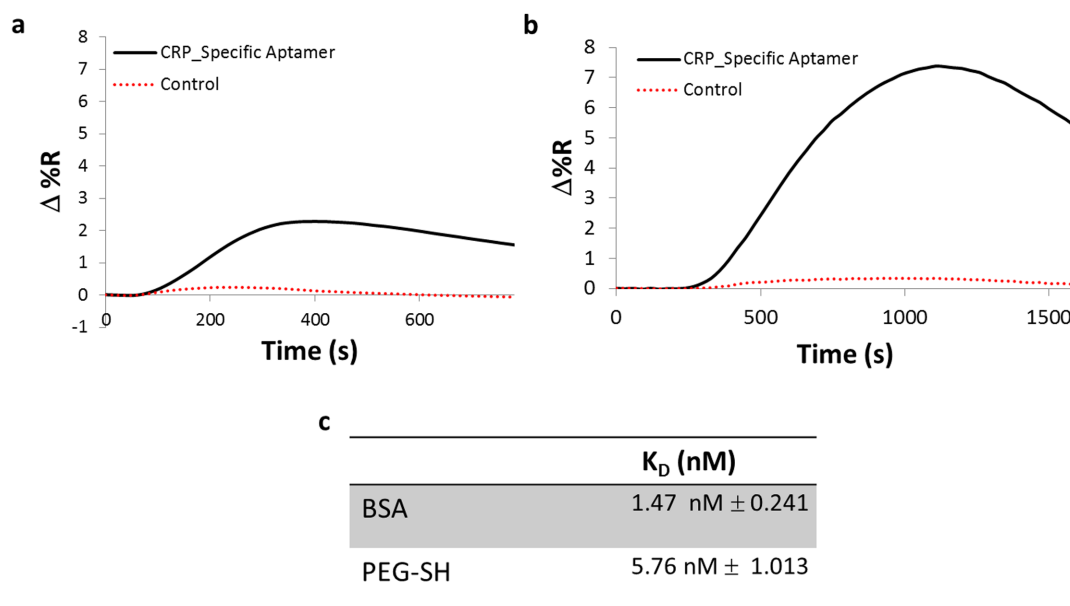 a
8
7
6
5
4
3
2
1
0
-1
Δ %R
CRP_Specific Aptamer
Control
0 200 400 600
Time (s)
b
8
7
6
5
4
3
2
1
0
Δ%R
CRP_Specific Aptamer
Control
0 500 1000 1500
Time (s)
c
K_D (nM)
BSA 1.47 nM ± 0.241
PEG-SH 5.76 nM ± 1.013